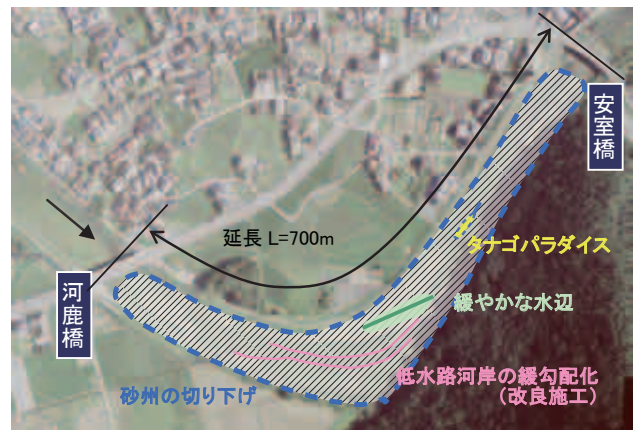 安室橋
延長 L=700m
タナゴパラダイス
河鹿橋
緩やかな水辺
低水路河岸の緩勾配化
（改良施工）
砂州の切り下げ